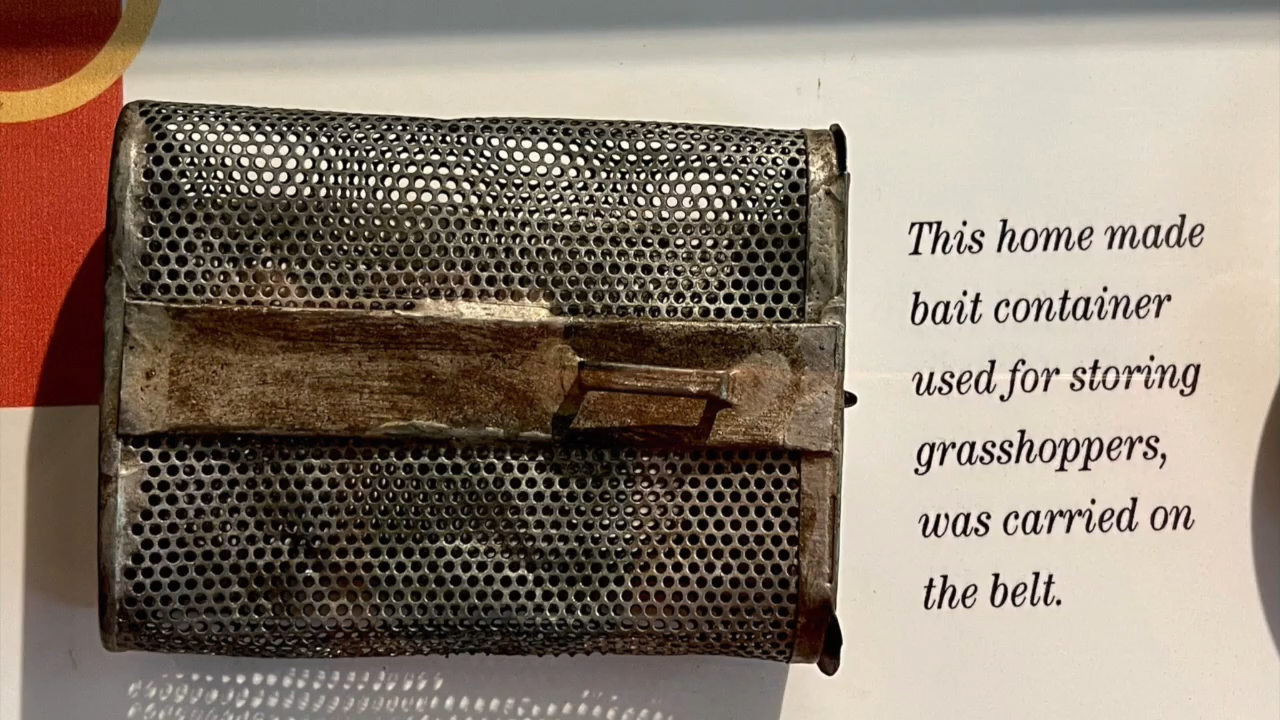 This home made
bait container
used for storing
grasshoppers,
was carried on
the belt.